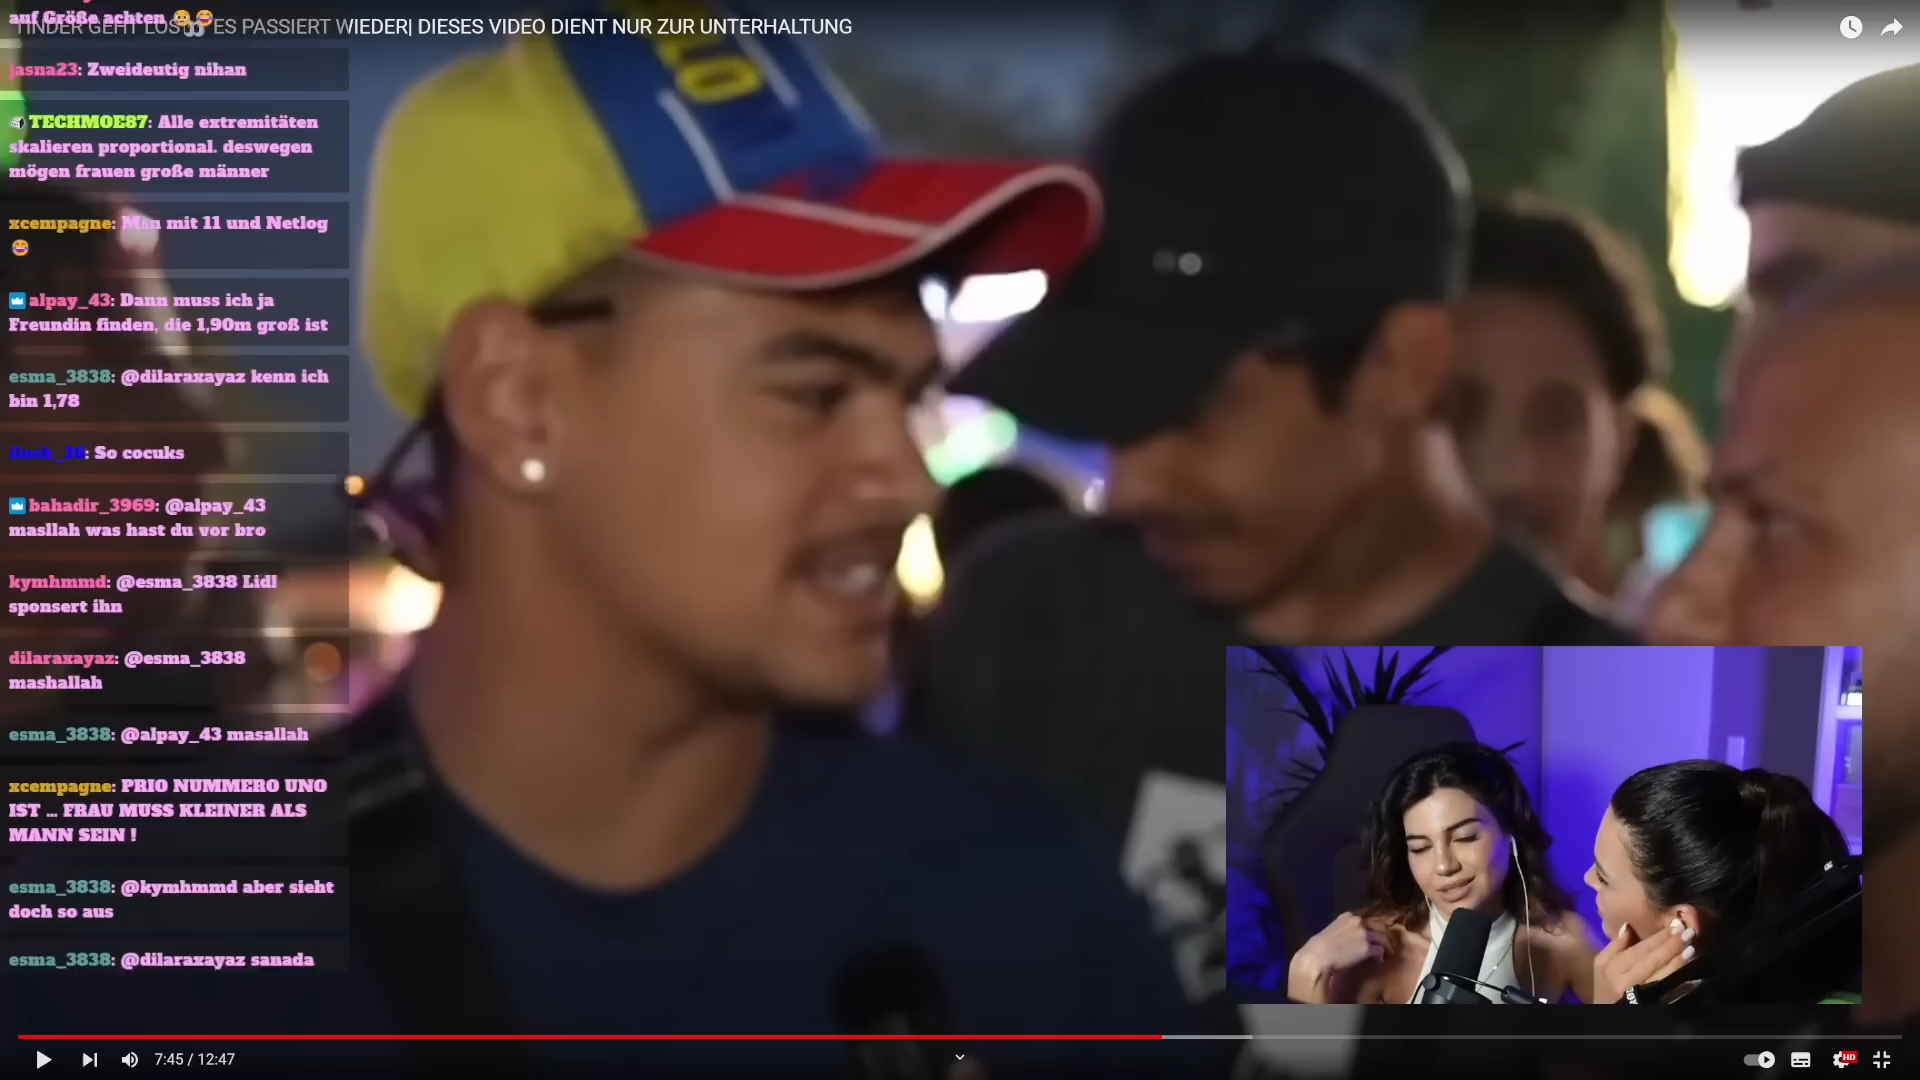 auf Größe achten
TINDER GEHT LOS ES PASSIERT WIEDER| DIESES VIDEO DIENT NUR ZUR UNTERHALTUNG
jasna23: Zweideutig nihan
TECHMOE87: Alle extremitäten
skalieren proportional. deswegen
mögen frauen große männer
xcempagne: Man mit 11 und Netlog
😂
alpay_43: Dann muss ich ja
Freundin finden, die 1,90m groß ist
esma_3838: @dilaraxayaz kenn ich
bin 1,78
: So cocuks
bahadir_3969: @alpay_43
masllah was hast du vor bro
kymhmmd: @esma_3838 Lidl
sponsert ihn
dilaraxayaz: @esma_3838
mashallah
esma_3838: @alpay_43 masallah
xcempagne: PRIO NUMMERO UNO
IST ... FRAU MUSS KLEINER ALS
MANN SEIN !
esma_3838: @kymhmmd aber sieht
doch so aus
esma_3838: @dilaraxayaz sanada
7:45 / 12:47
HD